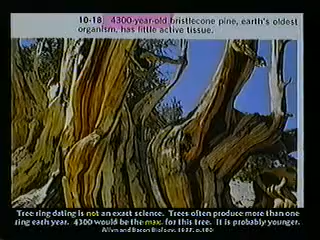 10-18 4300-year-old bristlecone pine, earth's oldest
organism, has little active tissue.
Tree ring dating is not an exact science. Trees often produce more than one
ring each year. 4300 would be the max. for this tree. It is probably younger.
Allyn and Bacon Biology,